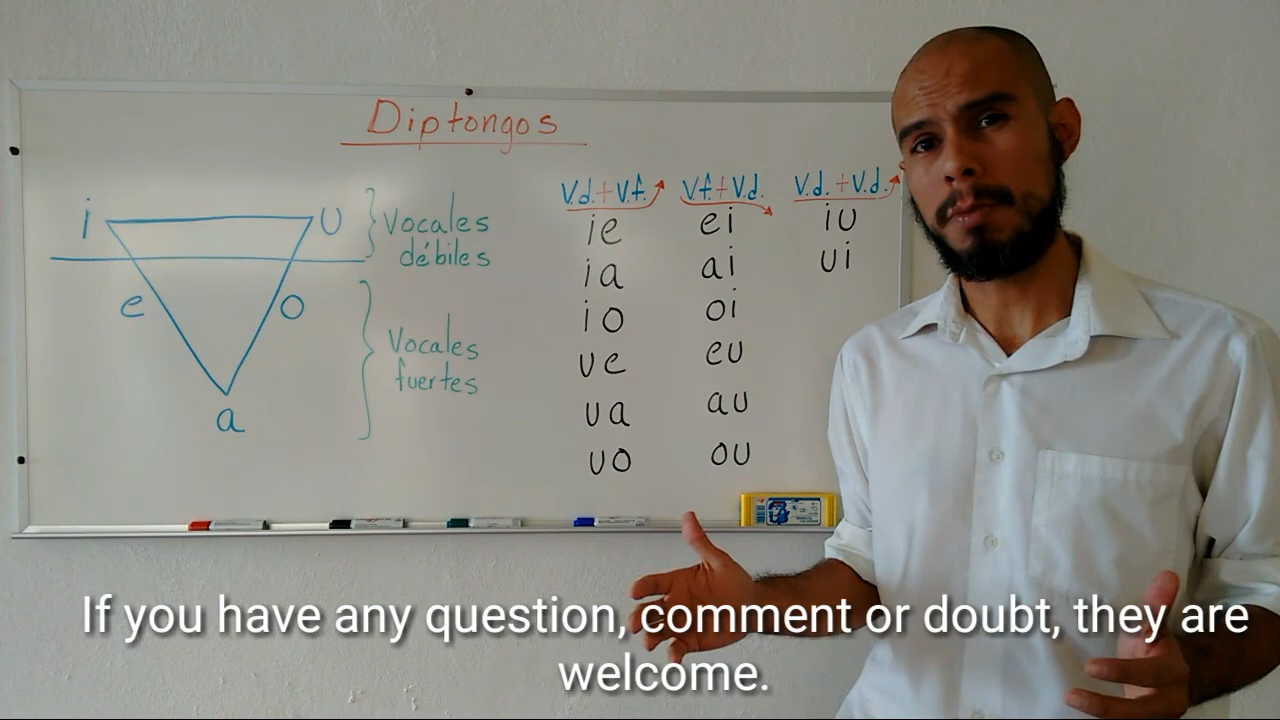 Diptongos
i u
e o
a
Vocales
débiles
Vocales
fuertes
V.d.+V.f.
ie
ia
io
ue
ua
uo
V.f.+V.d.
ei
ai
oi
eu
au
ou
V.d.+V.d.
iu
ui
If you have any question, comment or doubt, they are
welcome.